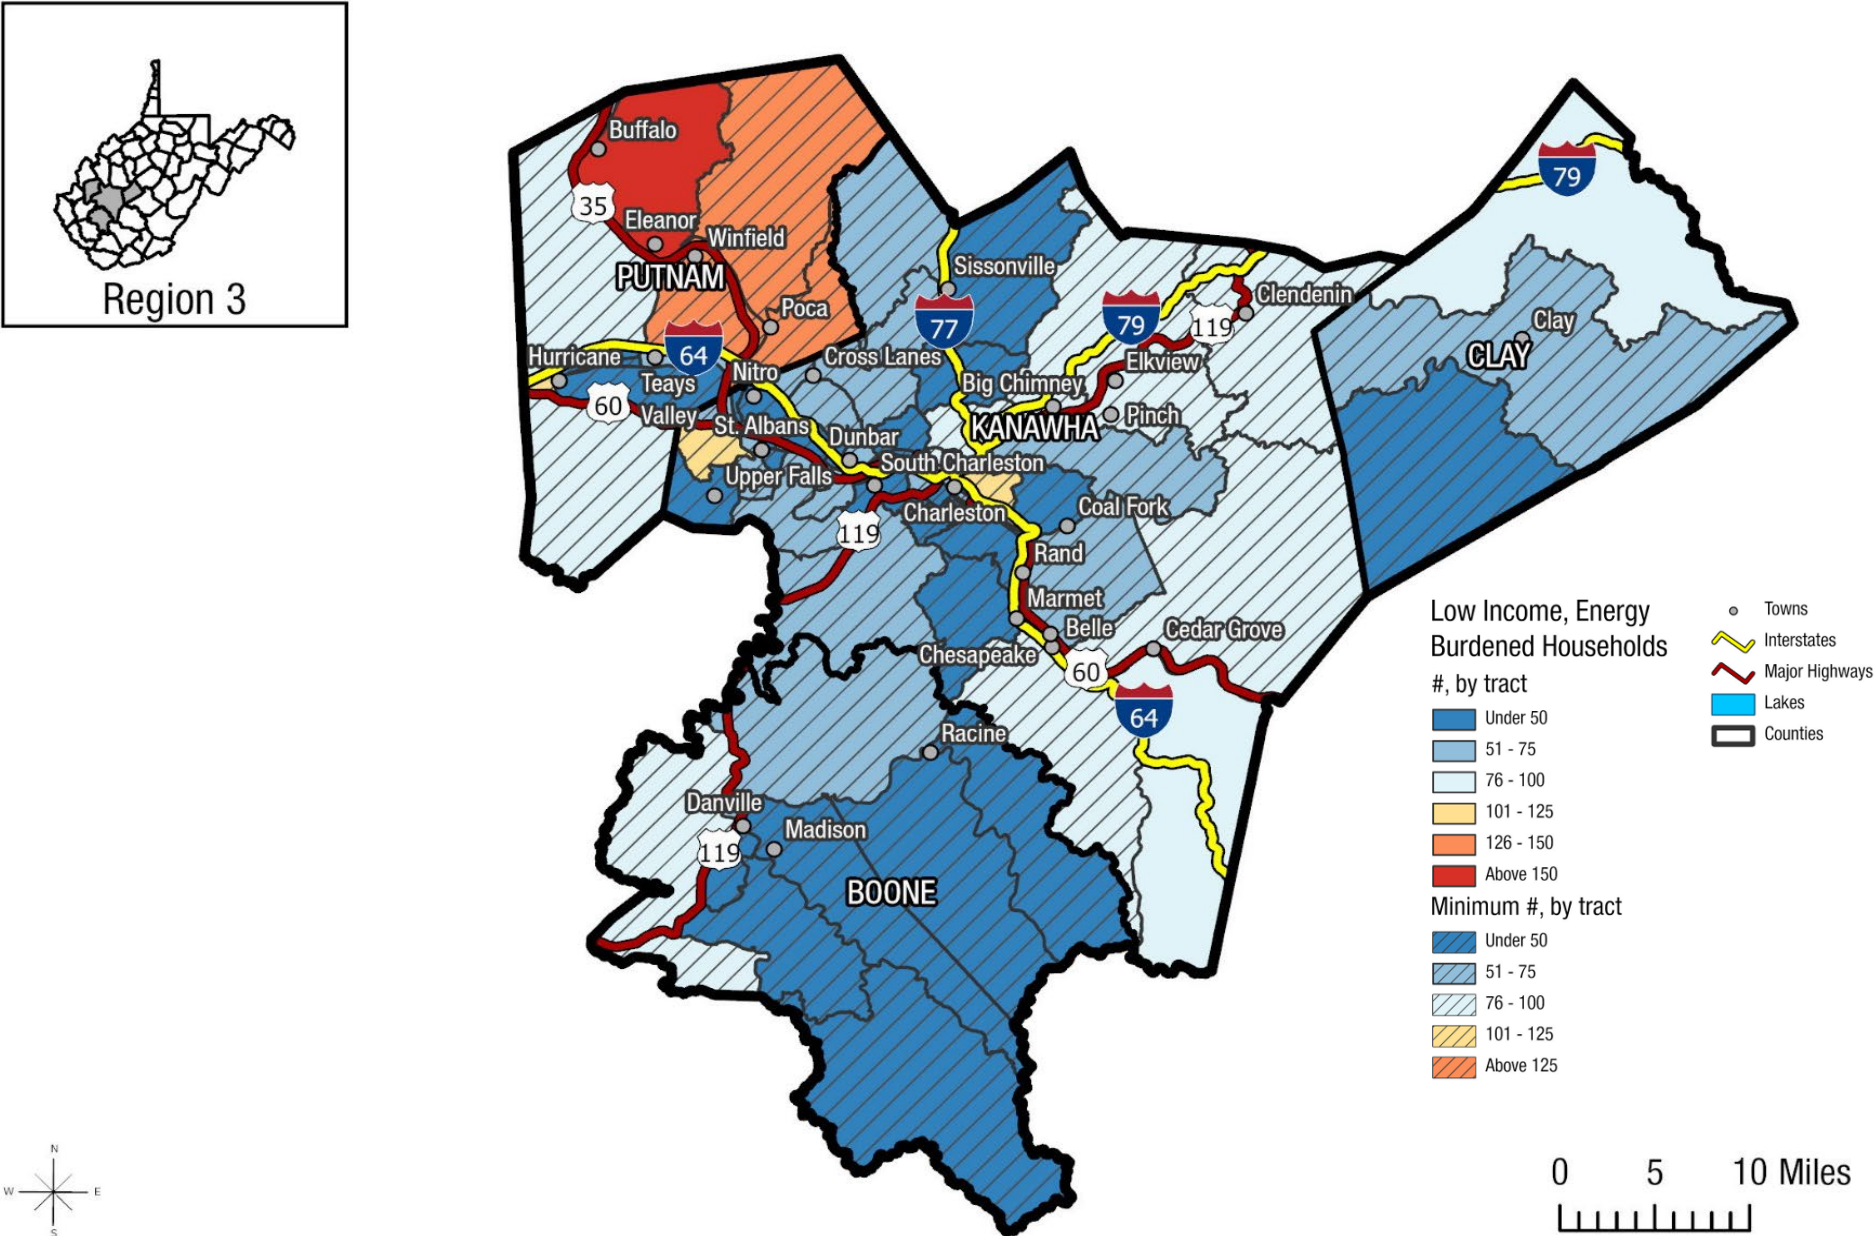 Region 3
Buffalo
35
Eleanor
Winfield
PUTNAM
Poca
64
Hurricane
Teays
Valley
60
Nitro
Cross Lanes
St. Albans
Dunbar
Upper Falls
South Charleston
Charleston
119
Sissonville
77
79
119
Clendenin
Elkview
Big Chimney
KANAWHA
Pinch
Coal Fork
Rand
Marmet
Belle
Cedar Grove
Chesapeake
60
64
79
Clay
CLAY
Racine
Danville
Madison
119
BOONE
Low Income, Energy
Burdened Households
#, by tract
Under 50
51 - 75
76 - 100
101 - 125
126 - 150
Above 150
Minimum #, by tract
Under 50
51 - 75
76 - 100
101 - 125
Above 125
Towns
Interstates
Major Highways
Lakes
Counties
N
W E
S
0 5 10 Miles